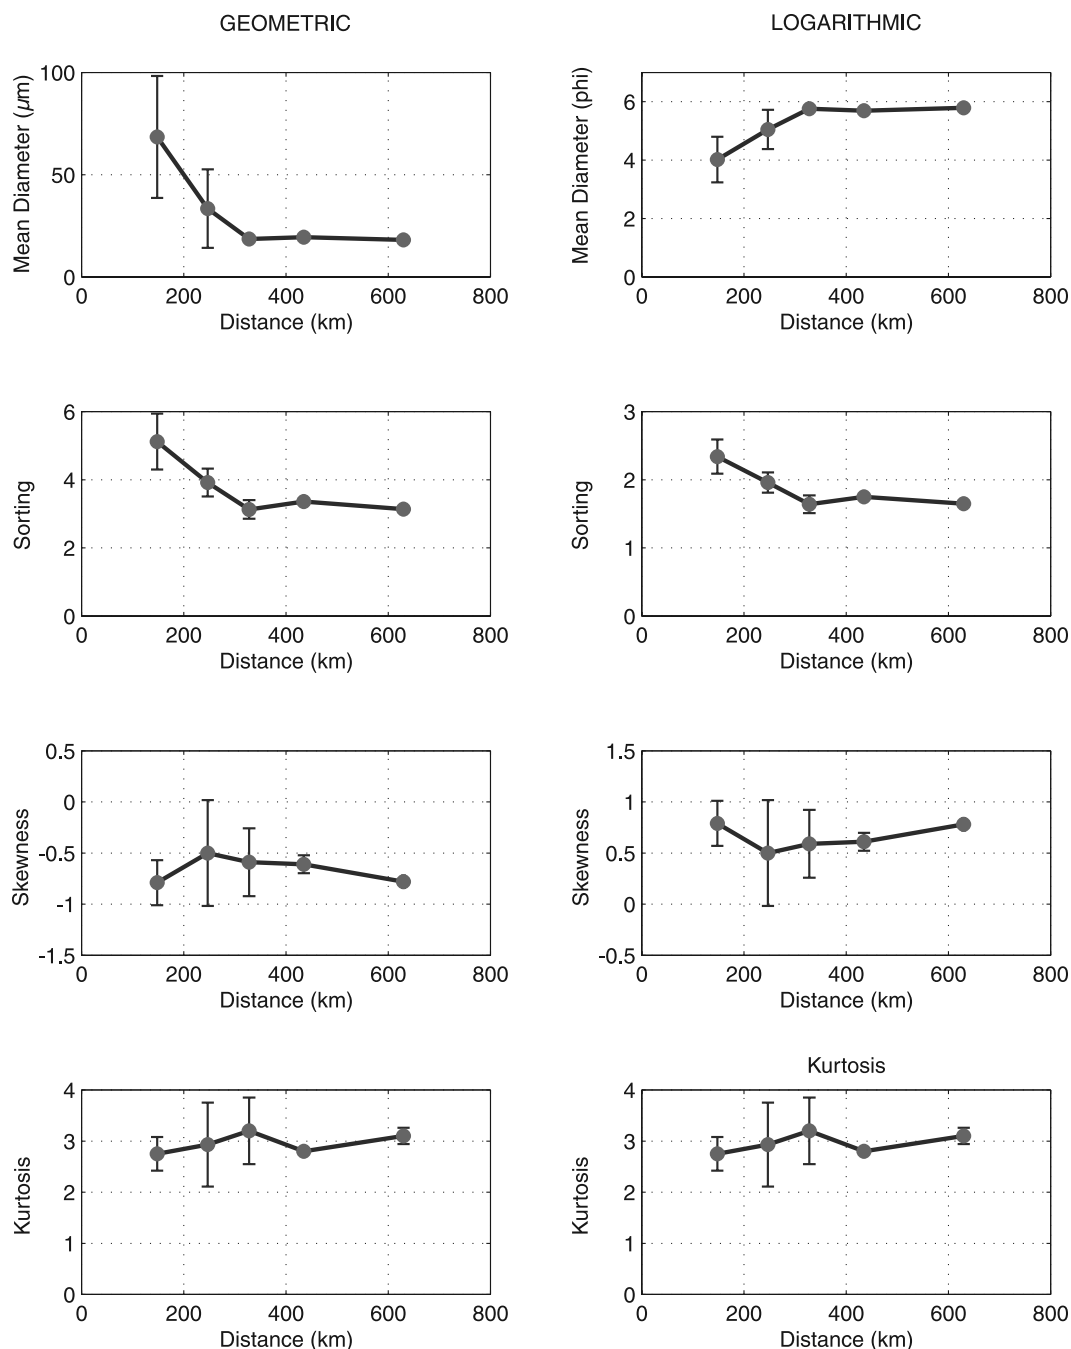 GEOMETRIC
LOGARITHMIC
Mean Diameter (µm)
100
50
0
0 200 400 600 800
Distance (km)
Mean Diameter (phi)
6
4
2
0
0 200 400 600 800
Distance (km)
Sorting
6
4
2
0
0 200 400 600 800
Distance (km)
Sorting
3
2
1
0
0 200 400 600 800
Distance (km)
Skewness
0.5
0
-0.5
-1
-1.5
0 200 400 600 800
Distance (km)
Skewness
1.5
1
0.5
0
-0.5
0 200 400 600 800
Distance (km)
Kurtosis
4
3
2
1
0
0 200 400 600 800
Distance (km)
Kurtosis
Kurtosis
4
3
2
1
0
0 200 400 600 800
Distance (km)